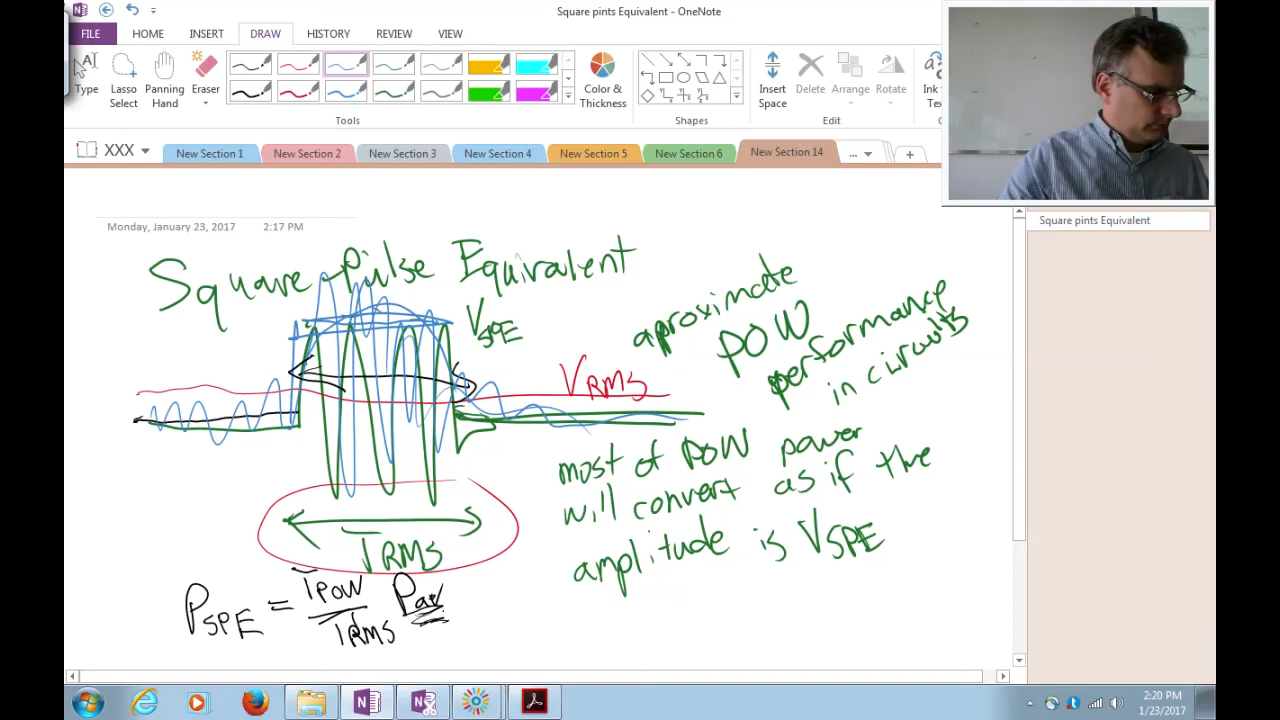 Square pints Equivalent - OneNote
FILE HOME INSERT DRAW HISTORY REVIEW VIEW
Type
Lasso Select
Panning Hand
Eraser
Color & Thickness
Insert Space
Delete
Arrange
Rotate
Ink to Text
Tools
Shapes
Edit
XXX
New Section 1
New Section 2
New Section 3
New Section 4
New Section 5
New Section 6
New Section 14
...
Square pints Equivalent
Monday, January 23, 2017 2:17 PM
Square-Pulse Equivalent
VSPE
VRMS
aproximate
POW
performance
in circuits
most of POW power
will convert as if the
amplitude is VSPE
TRMS
PSPE = TPOW/TRMS Pav
2:20 PM
1/23/2017